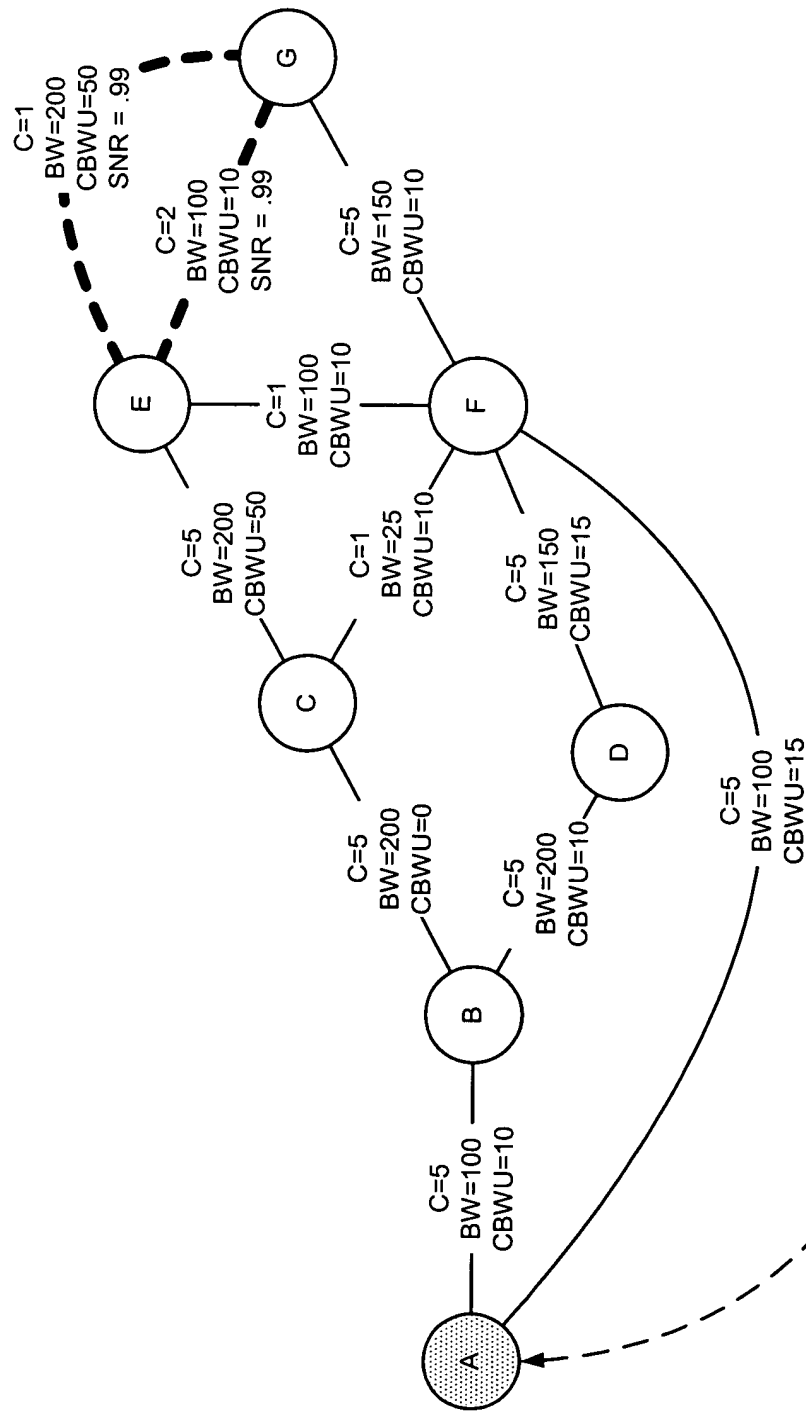 C=1
BW=200
CBWU=50
SNR = .99
G
C=2
BW=100
CBWU=10
SNR = .99
C=5
BW=150
CBWU=10
E
C=1
BW=100
CBWU=10
F
C=5
BW=200
CBWU=50
C=1
BW=25
CBWU=10
C=5
BW=150
CBWU=15
C
D
C=5
BW=200
CBWU=0
C=5
BW=200
CBWU=10
C=5
BW=100
CBWU=15
B
C=5
BW=100
CBWU=10
A